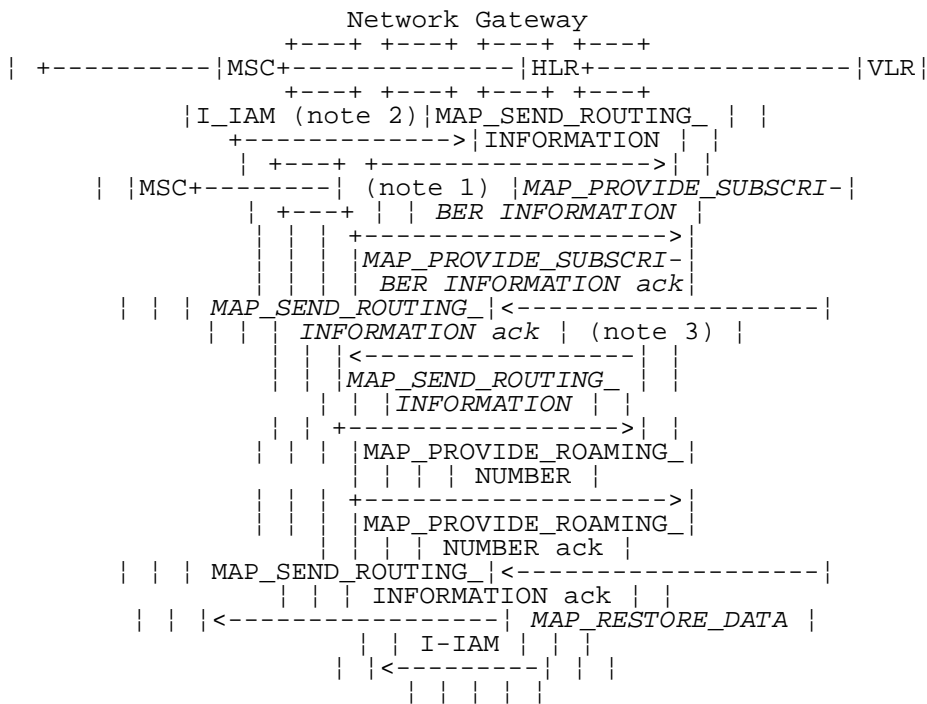 Network Gateway
+---+ +---+ +---+ +---+
¦ +----------¦MSC+--------------¦HLR+----------------¦VLR¦
+---+ +---+ +---+ +---+
¦I_IAM (note 2)¦MAP_SEND_ROUTING_ ¦ ¦
+------------->¦INFORMATION ¦ ¦
¦ +---+ +----------------->¦ ¦
¦ ¦MSC+--------¦ (note 1) ¦MAP_PROVIDE_SUBSCRI-¦
¦ +---+ ¦ ¦ BER INFORMATION ¦
¦ ¦ ¦ +------------------->¦
¦ ¦ ¦ ¦MAP_PROVIDE_SUBSCRI-¦
¦ ¦ ¦ ¦ BER INFORMATION ack¦
¦ ¦ ¦ MAP_SEND_ROUTING_¦<-------------------¦
¦ ¦ ¦ INFORMATION ack ¦ (note 3) ¦
¦ ¦ ¦<-----------------¦ ¦
¦ ¦ ¦MAP_SEND_ROUTING_ ¦ ¦
¦ ¦ ¦INFORMATION ¦ ¦
¦ ¦ +----------------->¦ ¦
¦ ¦ ¦ ¦MAP_PROVIDE_ROAMING_¦
¦ ¦ ¦ ¦ NUMBER ¦
¦ ¦ ¦ +------------------->¦
¦ ¦ ¦ ¦MAP_PROVIDE_ROAMING_¦
¦ ¦ ¦ ¦ NUMBER ack ¦
¦ ¦ ¦ MAP_SEND_ROUTING_¦<-------------------¦
¦ ¦ ¦ INFORMATION ack ¦ ¦
¦ ¦ ¦<-----------------¦ MAP_RESTORE_DATA ¦
¦ ¦ I-IAM ¦ ¦ ¦
¦ ¦<---------¦ ¦ ¦
¦ ¦ ¦ ¦ ¦